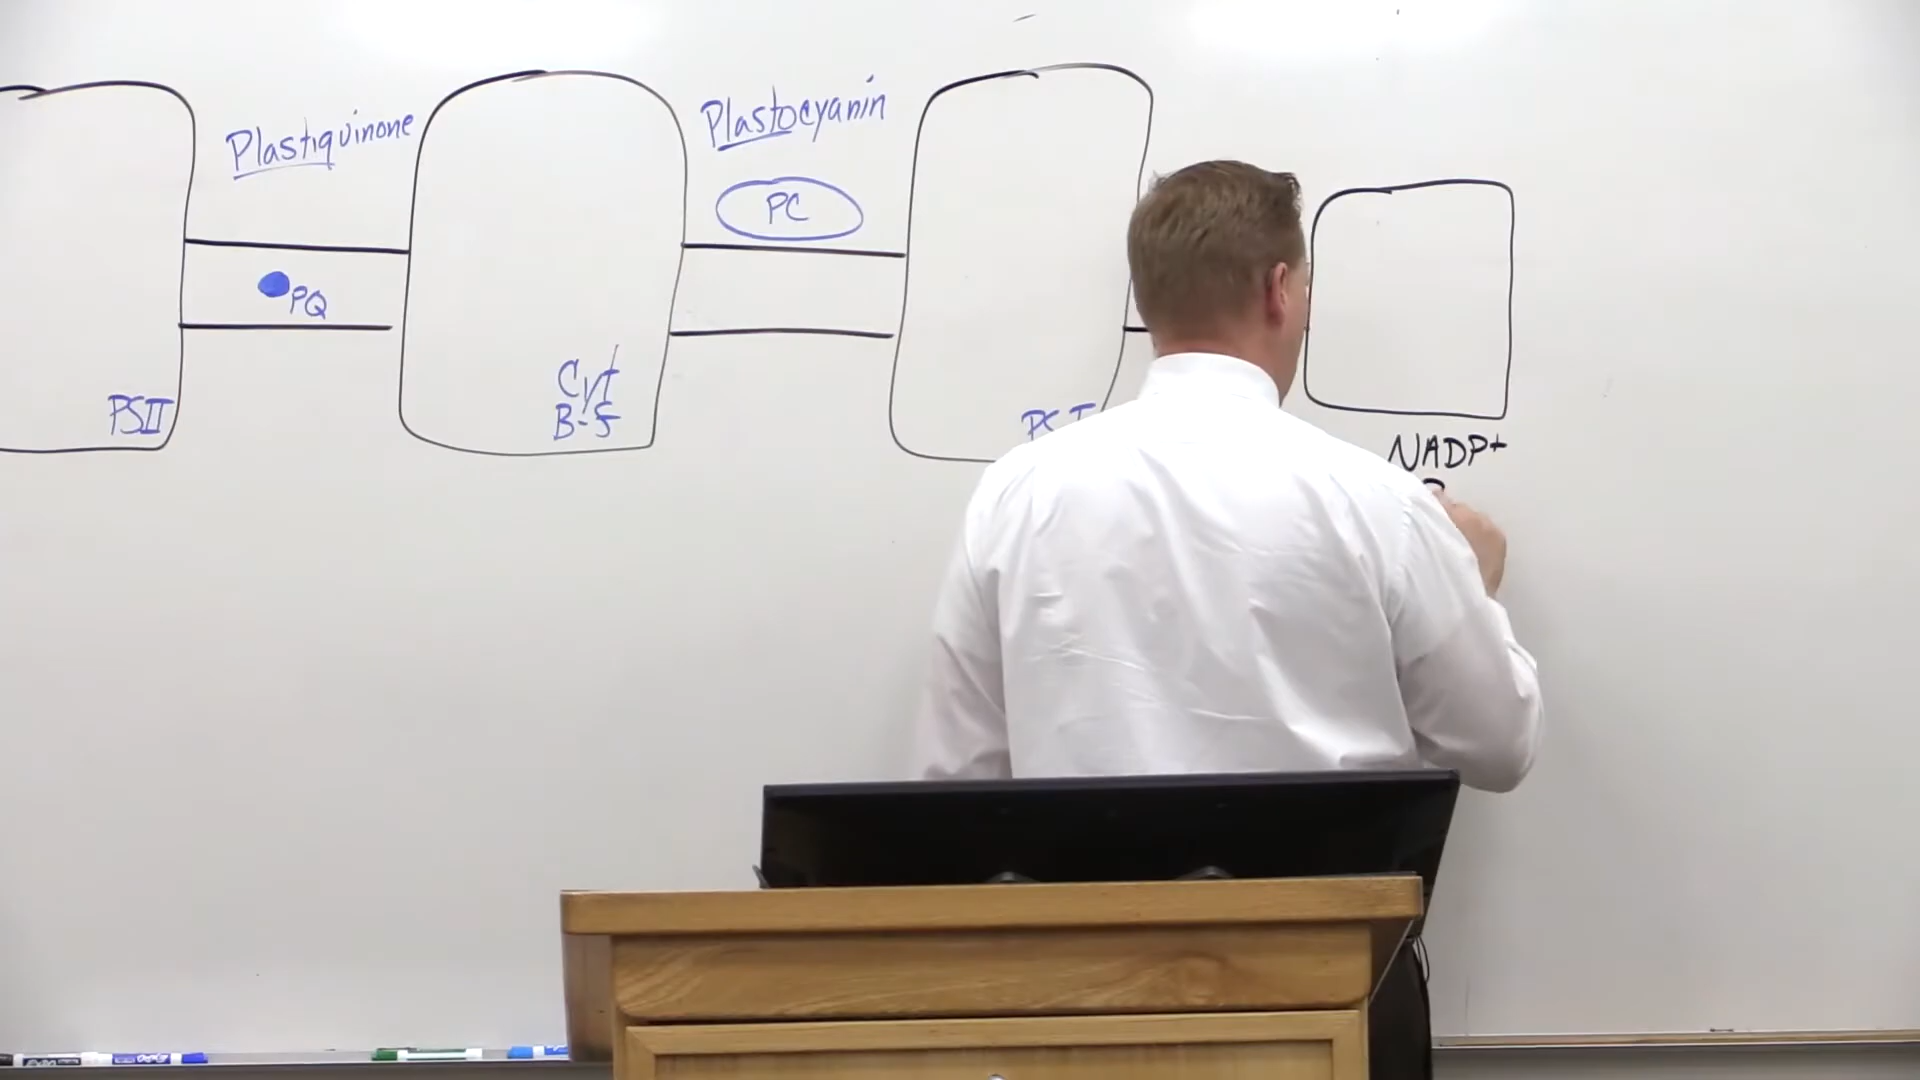 Plastiquinone
Plastocyanin
PC
PQ
PSII
Cyt
B-f
PS I
NADP+